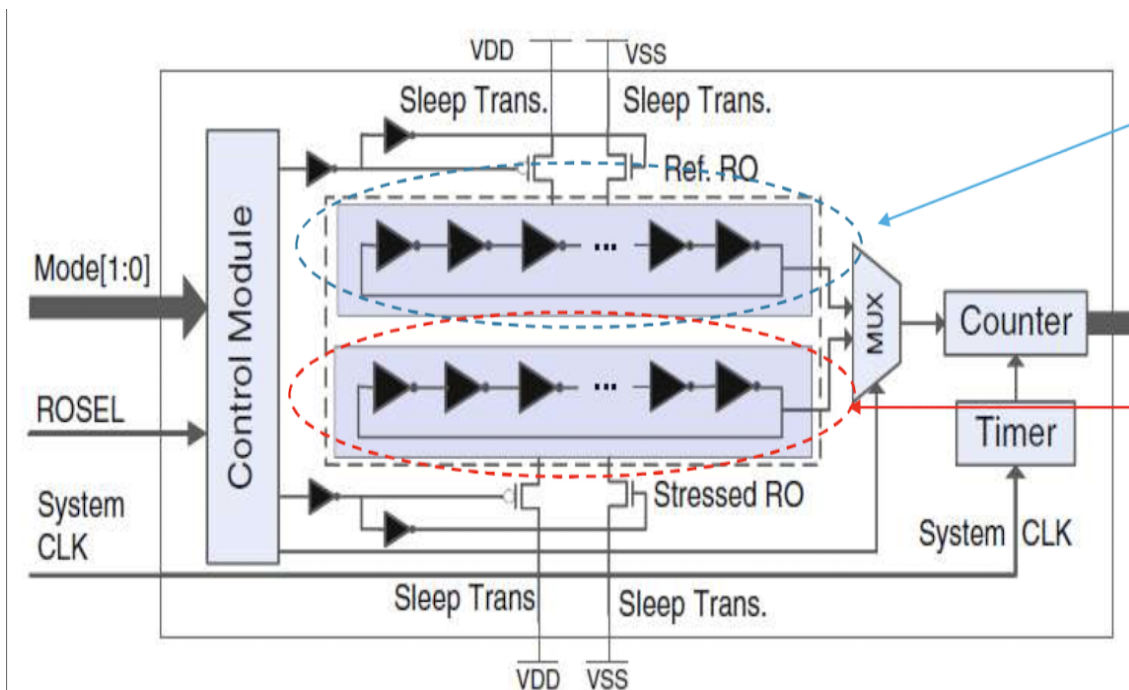 VDD
VSS
Sleep Trans.
Sleep Trans.
Ref. RO
Mode[1:0]
Control Module
...
MUX
Counter
...
ROSEL
Timer
Stressed RO
System
CLK
System CLK
Sleep Trans
Sleep Trans.
VDD
VSS